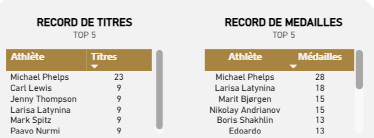 RECORD DE TITRES
TOP 5
Athlète Titres
Michael Phelps 23
Carl Lewis 9
Jenny Thompson 9
Larisa Latynina 9
Mark Spitz 9
Paavo Nurmi 9
RECORD DE MEDAILLES
TOP 5
Athlète Médailles
Michael Phelps 28
Larisa Latynina 18
Marit Bjørgen 15
Nikolay Andrianov 15
Boris Shakhlin 13
Edoardo 13